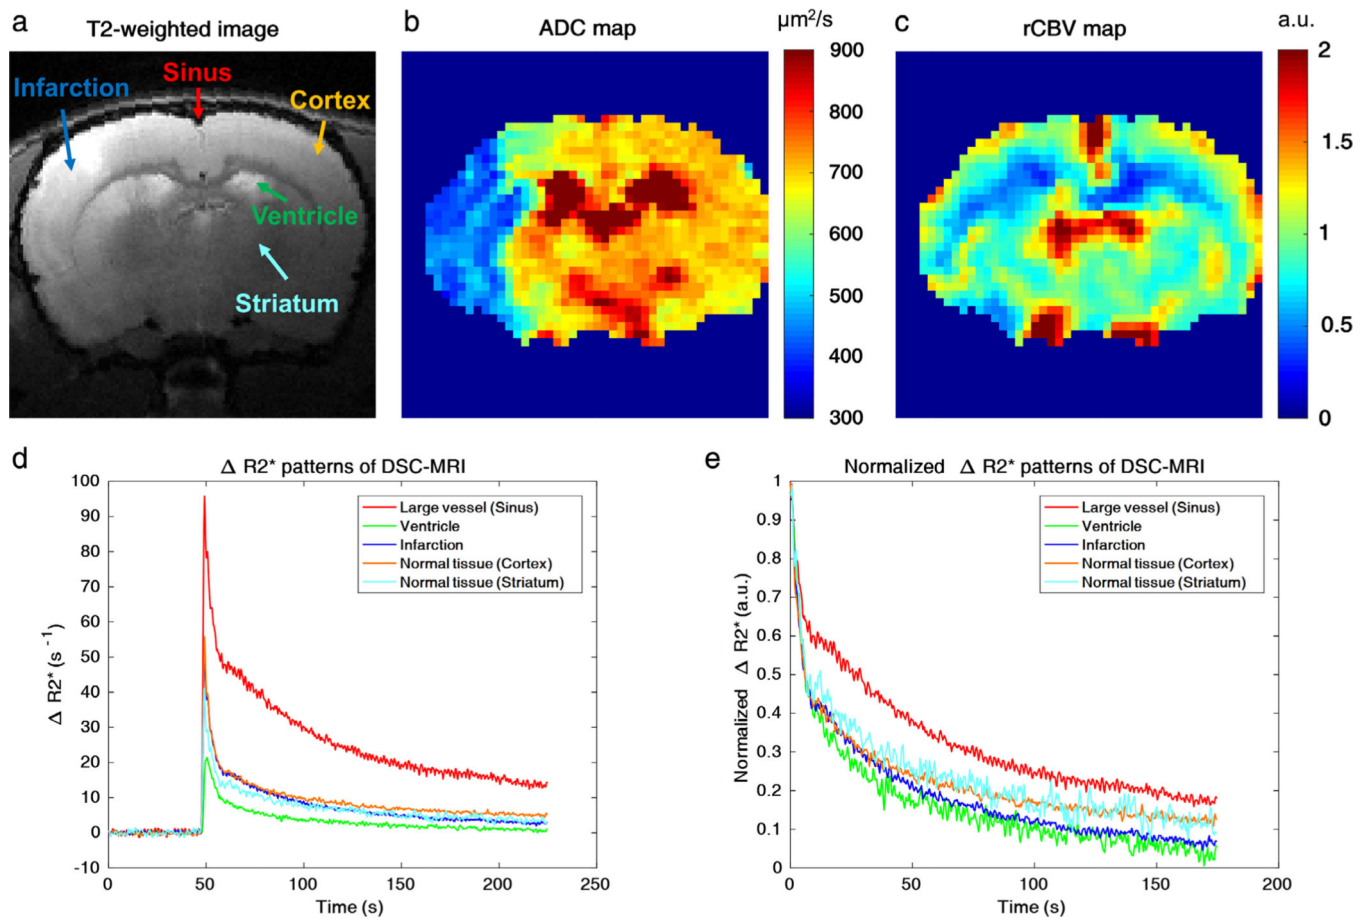 a
T2-weighted image
Infarction
Sinus
Cortex
Ventricle
Striatum
b
ADC map
μm²/s
900
800
700
600
500
400
300
c
rCBV map
a.u.
2
1.5
1
0.5
0
d
Δ R2* patterns of DSC-MRI
Δ R2* (s⁻¹)
100
90
80
70
60
50
40
30
20
10
0
-10
Large vessel (Sinus)
Ventricle
Infarction
Normal tissue (Cortex)
Normal tissue (Striatum)
0 50 100 150 200 250
Time (s)
e
Normalized Δ R2* patterns of DSC-MRI
Normalized Δ R2* (a.u.)
1
0.9
0.8
0.7
0.6
0.5
0.4
0.3
0.2
0.1
0
Large vessel (Sinus)
Ventricle
Infarction
Normal tissue (Cortex)
Normal tissue (Striatum)
0 50 100 150 200
Time (s)